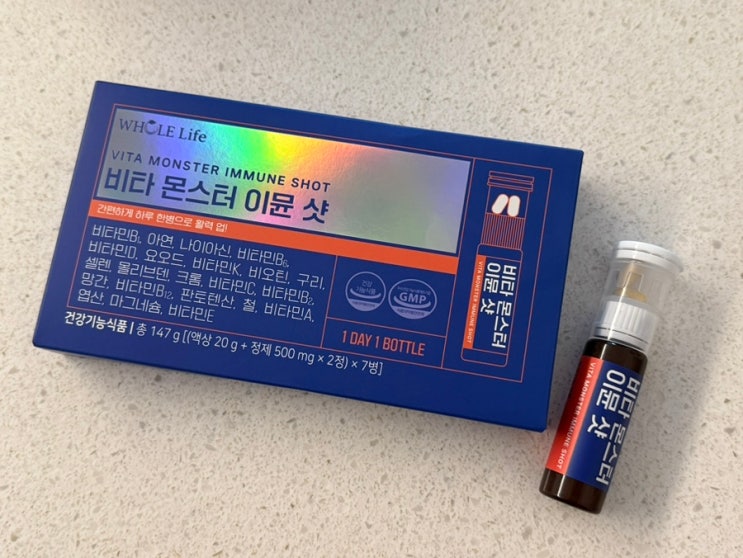 WHOLE Life
VITA MONSTER IMMUNE SHOT
비타 몬스터 이뮨 샷
간편하게 하루 한병으로 활력 업!
비타민B₁, 아연, 나이아신, 비타민B₆,
비타민D, 요오드, 비타민K, 비오틴, 구리,
셀렌, 몰리브덴, 크롬, 비타민C, 비타민B₂,
망간, 비타민B₁₂, 판토텐산, 철, 비타민A,
엽산, 마그네슘, 비타민E
건강기능식품 | 총 147 g [(액상 20 g + 정제 500 mg × 2정) × 7병]
건강
기능식품
GMP
1 DAY 1 BOTTLE
비타 몬스터
이뮨 샷
VITA MONSTER IMMUNE SHOT
비타 몬스터
이뮨 샷
VITA MONSTER IMMUNE SHOT